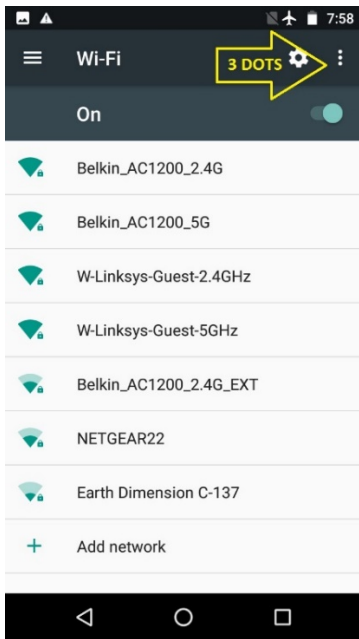 7:58
Wi-Fi
3 DOTS
On
Belkin_AC1200_2.4G
Belkin_AC1200_5G
W-Linksys-Guest-2.4GHz
W-Linksys-Guest-5GHz
Belkin_AC1200_2.4G_EXT
NETGEAR22
Earth Dimension C-137
Add network